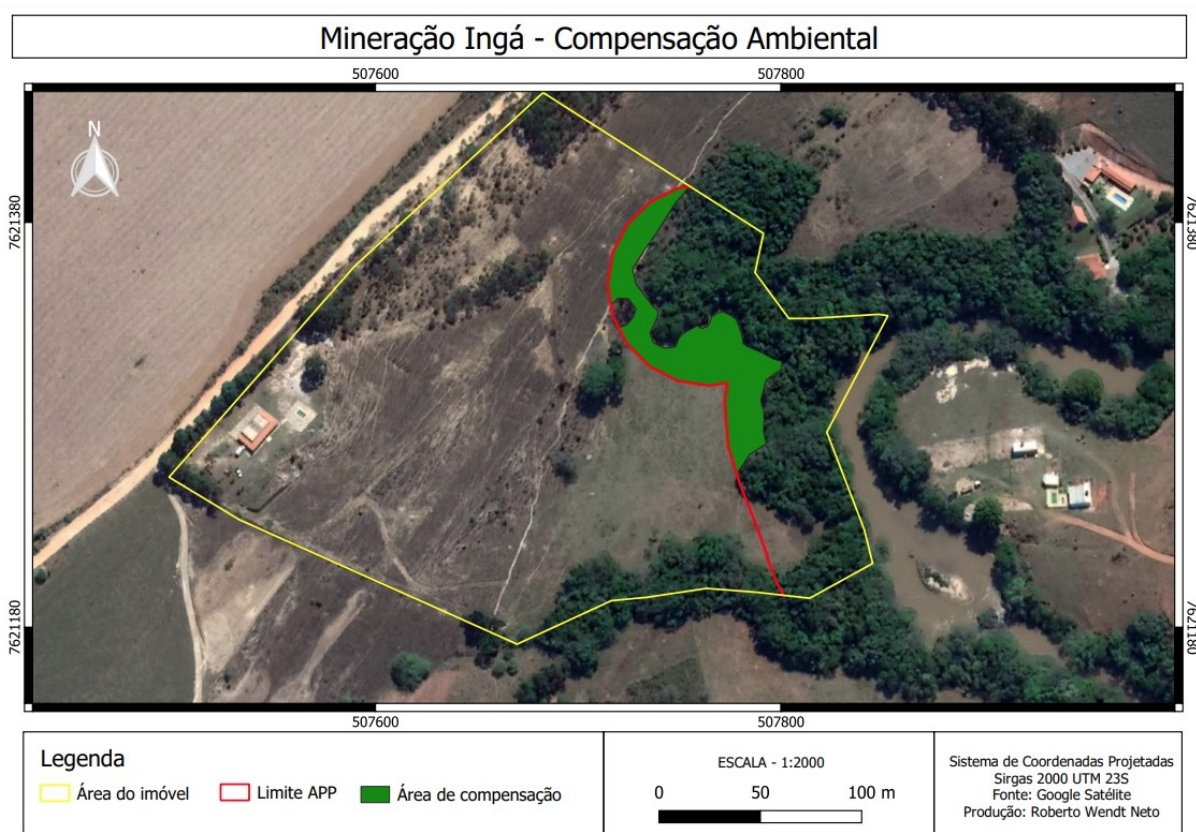 Mineração Ingá - Compensação Ambiental
507600
507800
N
7621380
7621380
7621180
7621180
507600
507800
Legenda
Área do imóvel
Limite APP
Área de compensação
ESCALA - 1:2000
0
50
100 m
Sistema de Coordenadas Projetadas
Sirgas 2000 UTM 23S
Fonte: Google Satélite
Produção: Roberto Wendt Neto